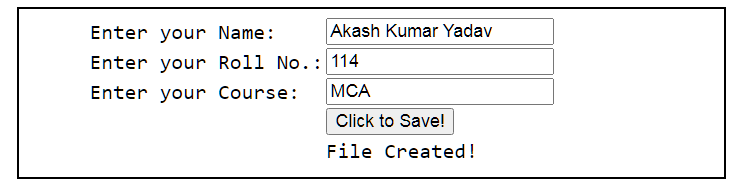 Enter your Name: Akash Kumar Yadav
Enter your Roll No.: 114
Enter your Course: MCA
Click to Save!
File Created!